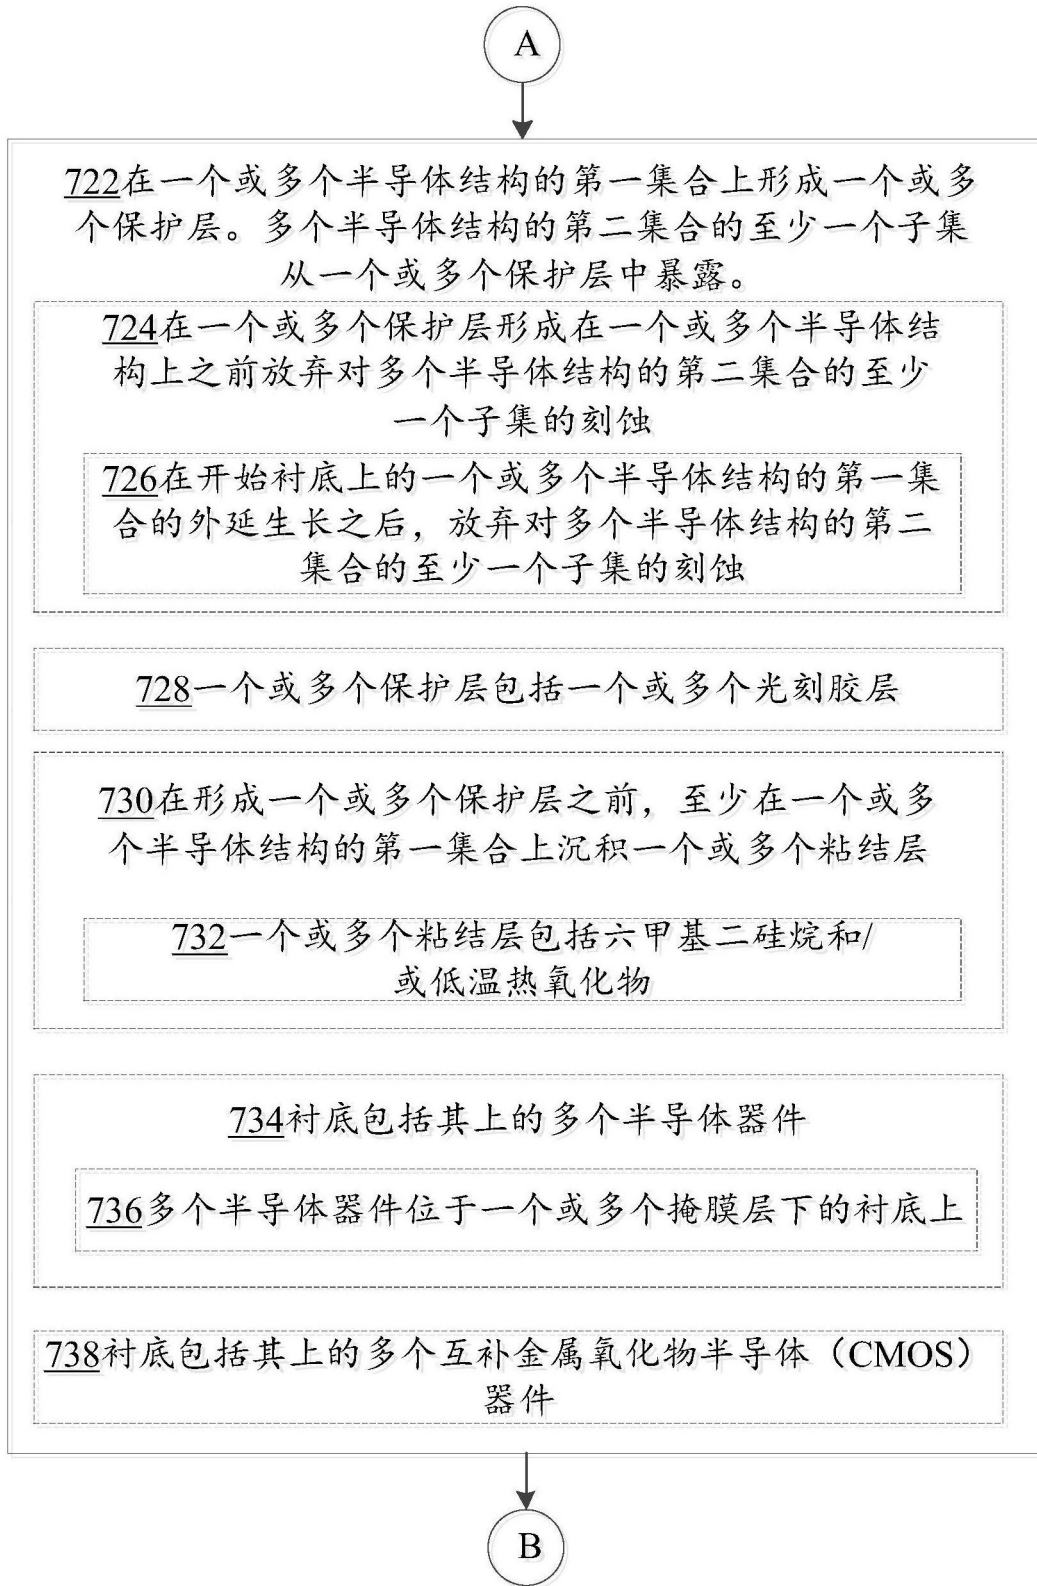 A
722在一个或多个半导体结构的第一集合上形成一个或多
个保护层。多个半导体结构的第二集合的至少一个子集
从一个或多个保护层中暴露。
724在一个或多个保护层形成在一个或多个半导体结
构上之前放弃对多个半导体结构的第二集合的至少
一个子集的刻蚀
726在开始衬底上的一个或多个半导体结构的第一集
合的外延生长之后，放弃对多个半导体结构的第二
集合的至少一个子集的刻蚀
728一个或多个保护层包括一个或多个光刻胶层
730在形成一个或多个保护层之前，至少在一个或多
个半导体结构的第一集合上沉积一个或多个粘结层
732一个或多个粘结层包括六甲基二硅烷和/
或低温热氧化物
734衬底包括其上的多个半导体器件
736多个半导体器件位于一个或多个掩膜层下的衬底上
738衬底包括其上的多个互补金属氧化物半导体（CMOS）
器件
B